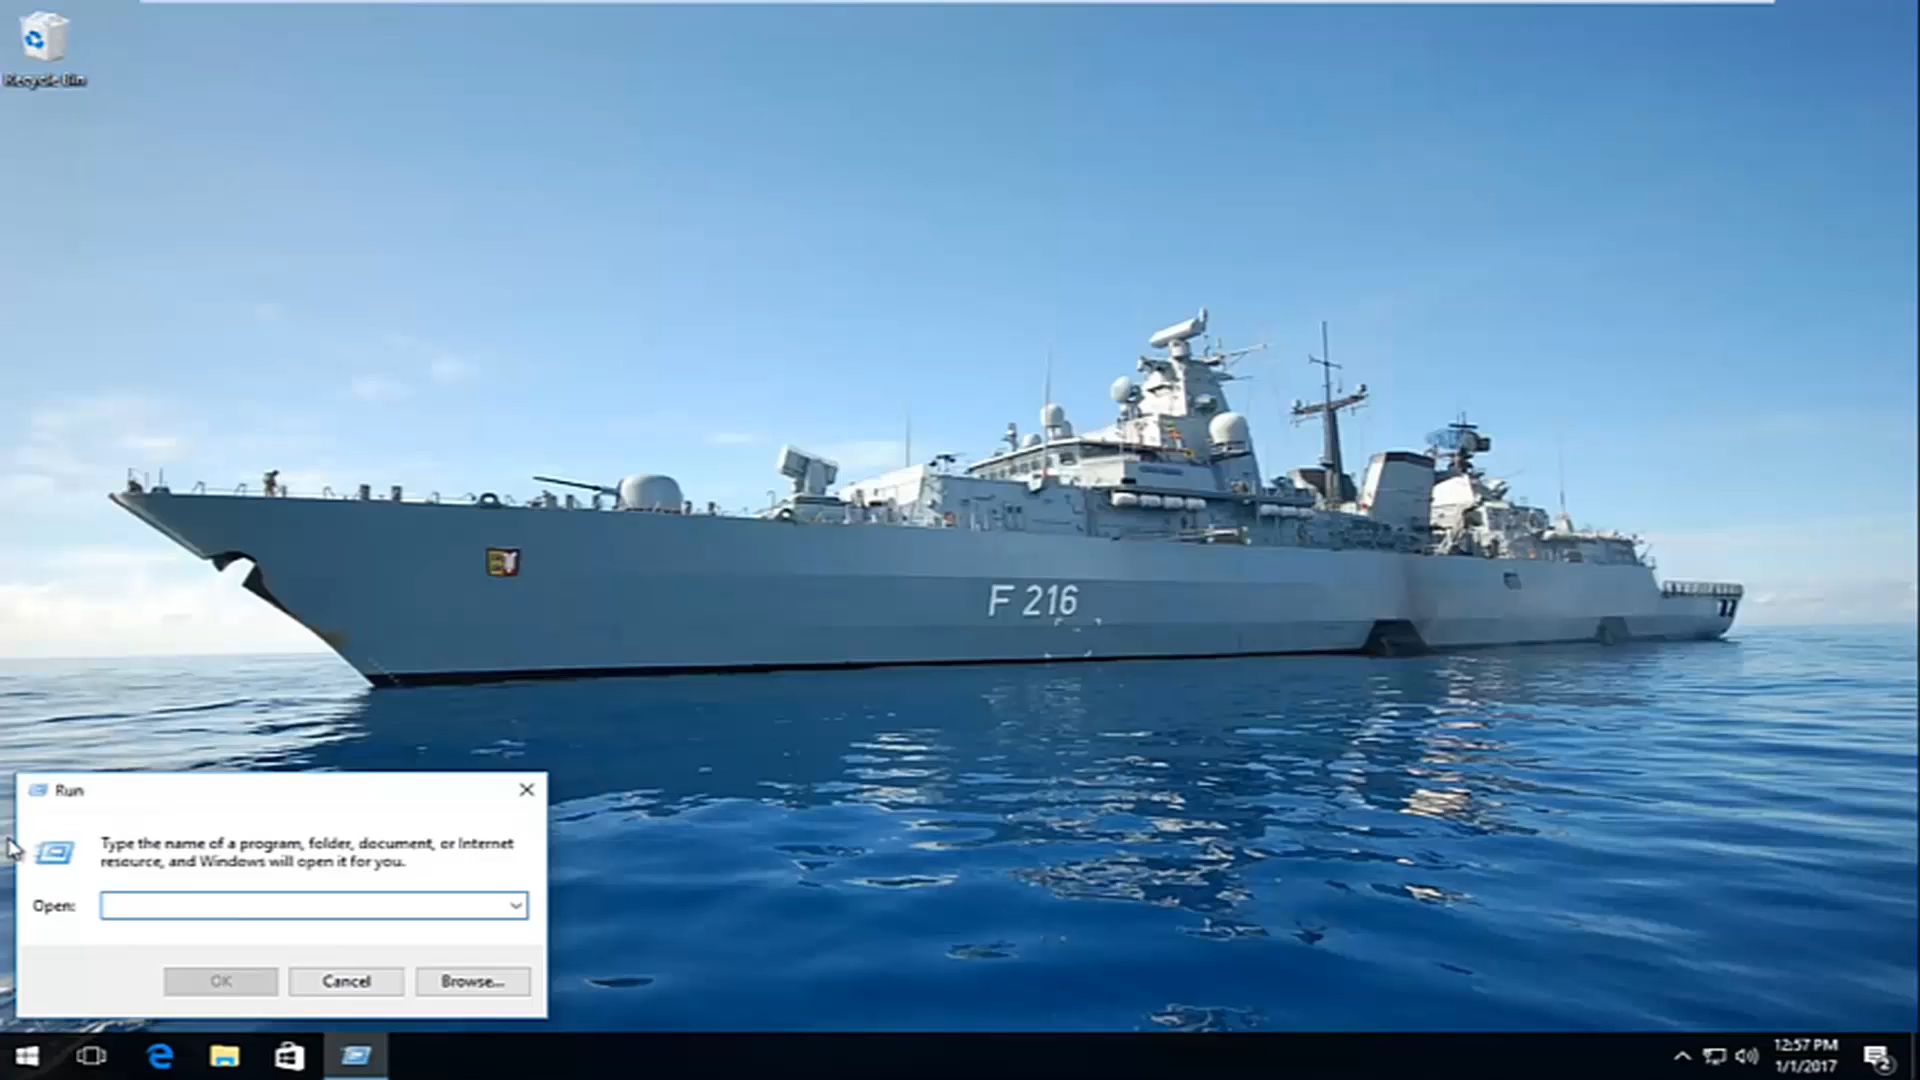 Recycle Bin
F 216
Run
Type the name of a program, folder, document, or Internet
resource, and Windows will open it for you.
Open:
OK
Cancel
Browse...
12:57 PM
1/1/2017
2